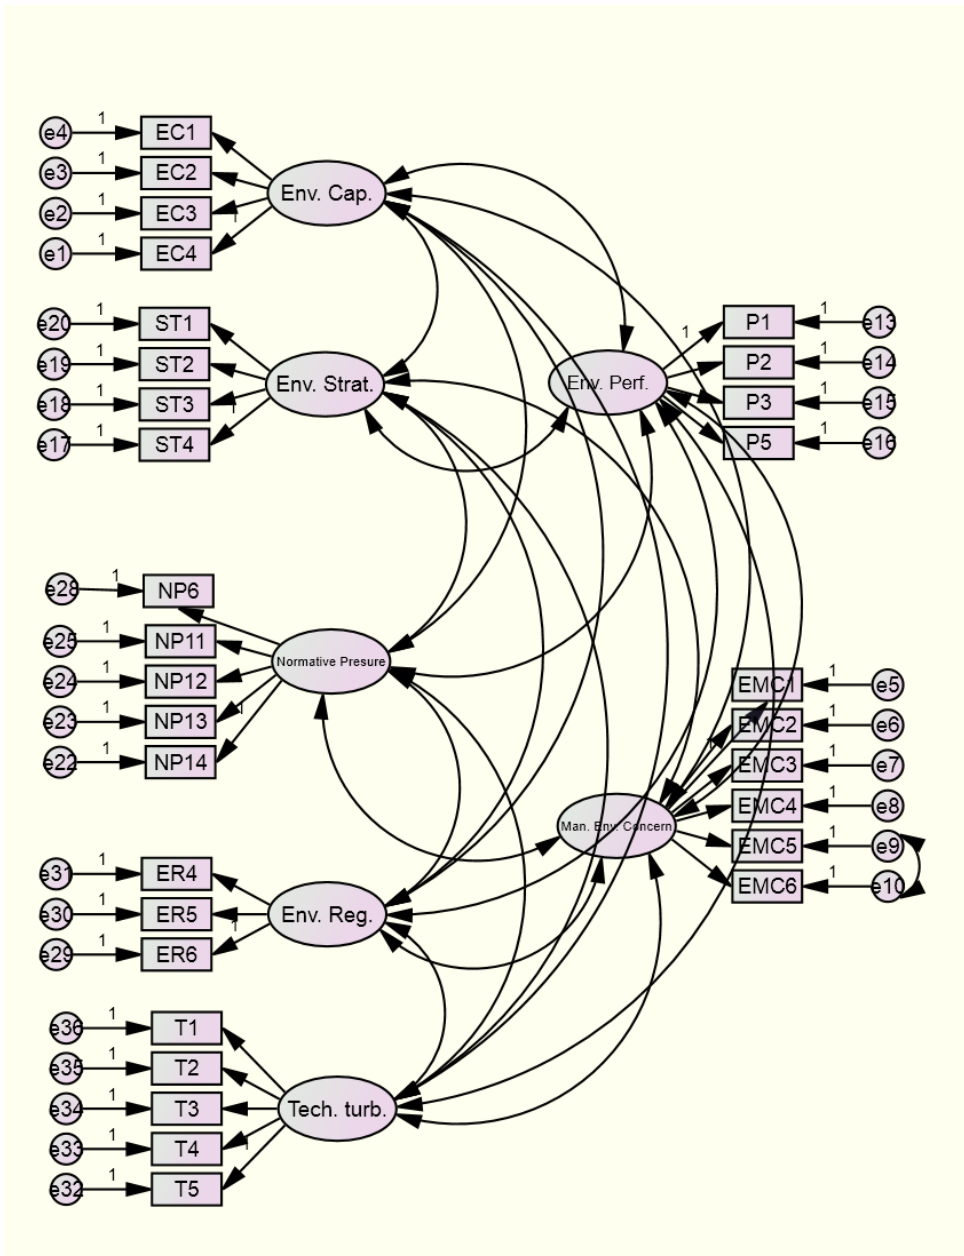 e4 1 EC1
e3 1 EC2
e2 1 EC3
e1 1 EC4
1
Env. Cap.
e20 1 ST1
e19 1 ST2
e18 1 ST3
e17 1 ST4
1
Env. Strat.
Env. Perf.
1
P1 1 e13
P2 1 e14
P3 1 e15
P5 1 e16
e28 1 NP6
e25 1 NP11
e24 1 NP12
e23 1 NP13
e22 1 NP14
1
Normative Presure
EMC1 1 e5
EMC2 1 e6
EMC3 1 e7
EMC4 1 e8
EMC5 1 e9
EMC6 1 e10
1
Man. Env. Concern
e31 1 ER4
e30 1 ER5
e29 1 ER6
1
Env. Reg.
e36 1 T1
e35 1 T2
e34 1 T3
e33 1 T4
e32 1 T5
1
Tech. turb.